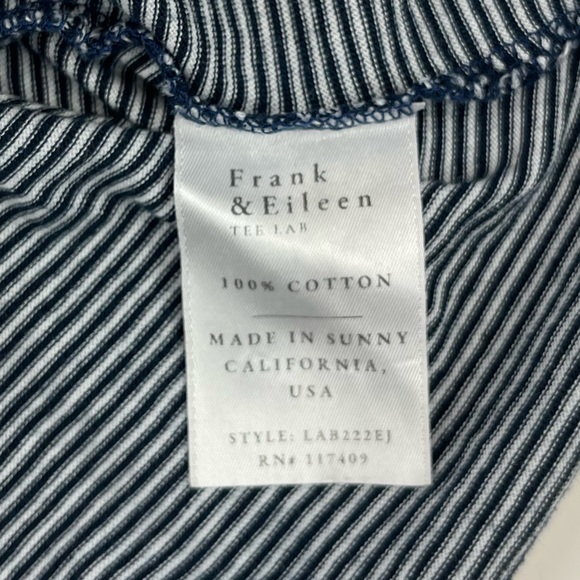 Frank
& Eileen
TEE LAB
100% COTTON
MADE IN SUNNY
CALIFORNIA,
USA
STYLE: LAB222EJ
RN# 117409